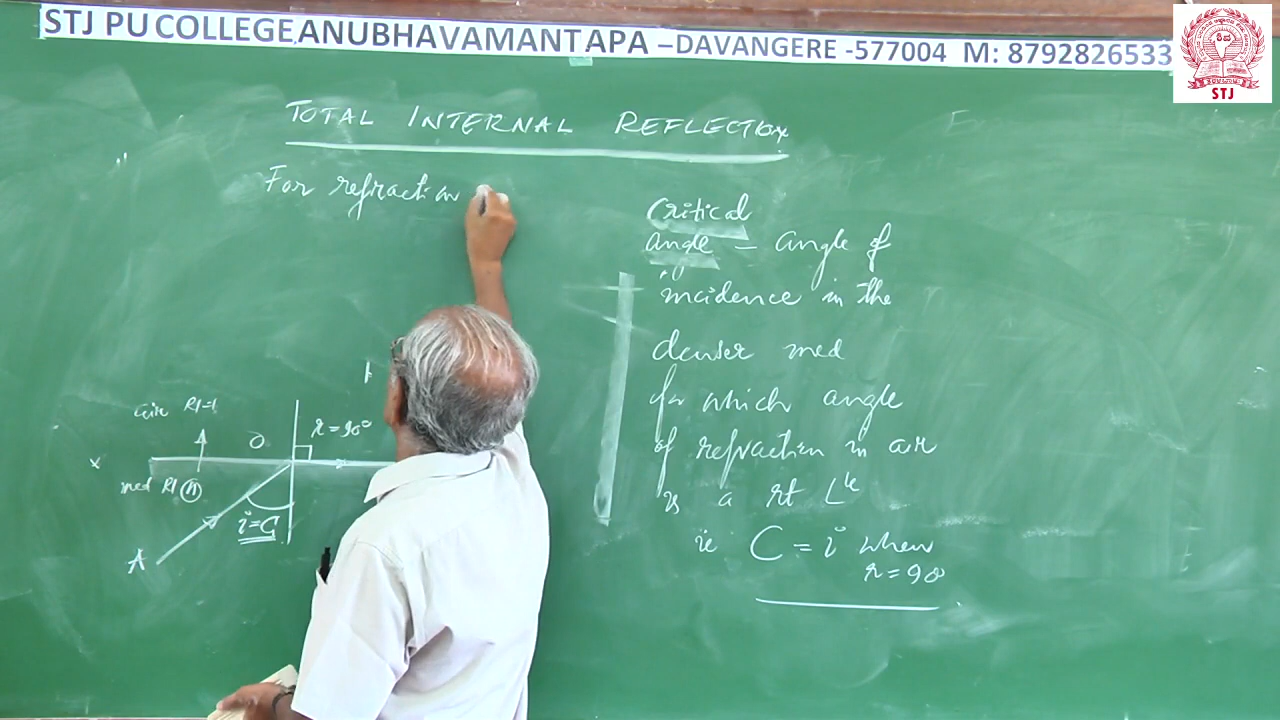 STJ PU COLLEGE, ANUBHAVAMANTAPA –DAVANGERE -577004 M: 8792826533
STJ
TOTAL INTERNAL REFLECTION
For refraction
air RI=1
O
r = 90°
x
med RI n
i = C
A
Critical
angle – angle of
incidence in the
denser med
for which angle
of refraction in air
is a rt L^le
ie C = i when
r = 90